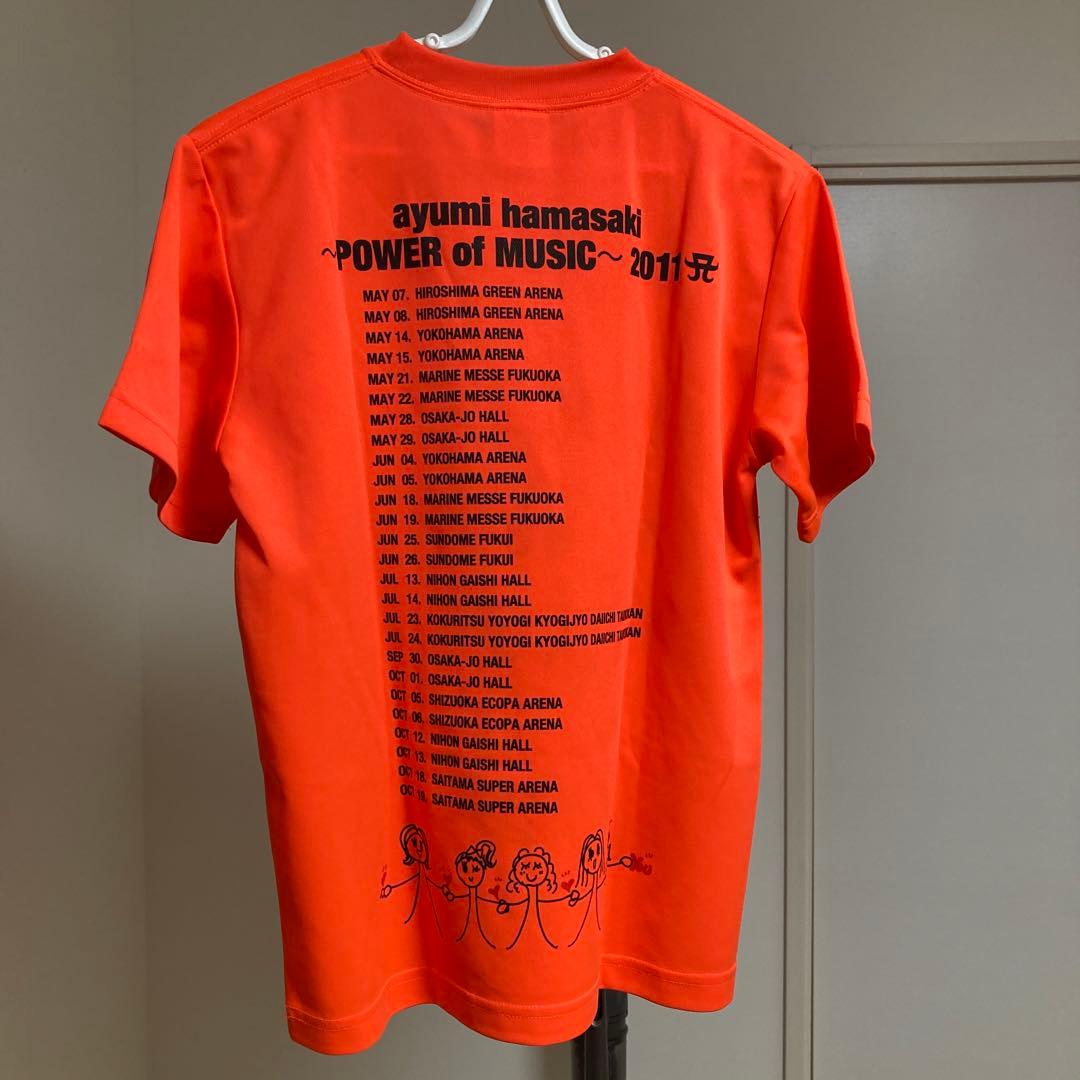 ayumi hamasaki
~POWER of MUSIC~ 2011
MAY 07. HIROSHIMA GREEN ARENA
MAY 08. HIROSHIMA GREEN ARENA
MAY 14. YOKOHAMA ARENA
MAY 15. YOKOHAMA ARENA
MAY 21. MARINE MESSE FUKUOKA
MAY 22. MARINE MESSE FUKUOKA
MAY 28. OSAKA-JO HALL
MAY 29. OSAKA-JO HALL
JUN 04. YOKOHAMA ARENA
JUN 05. YOKOHAMA ARENA
JUN 18. MARINE MESSE FUKUOKA
JUN 19. MARINE MESSE FUKUOKA
JUN 25. SUNDOME FUKUI
JUN 26. SUNDOME FUKUI
JUL 13. NIHON GAISHI HALL
JUL 14. NIHON GAISHI HALL
JUL 23. KOKURITSU YOYOGI KYOGIJYO DAIICHI
JUL 24. KOKURITSU YOYOGI KYOGIJYO DAIICHI
SEP 30. OSAKA-JO HALL
OCT 01. OSAKA-JO HALL
OCT 05. SHIZUOKA ECOPA ARENA
OCT 06. SHIZUOKA ECOPA ARENA
OCT 12. NIHON GAISHI HALL
OCT 13. NIHON GAISHI HALL
OCT 18. SAITAMA SUPER ARENA
OCT 19. SAITAMA SUPER ARENA